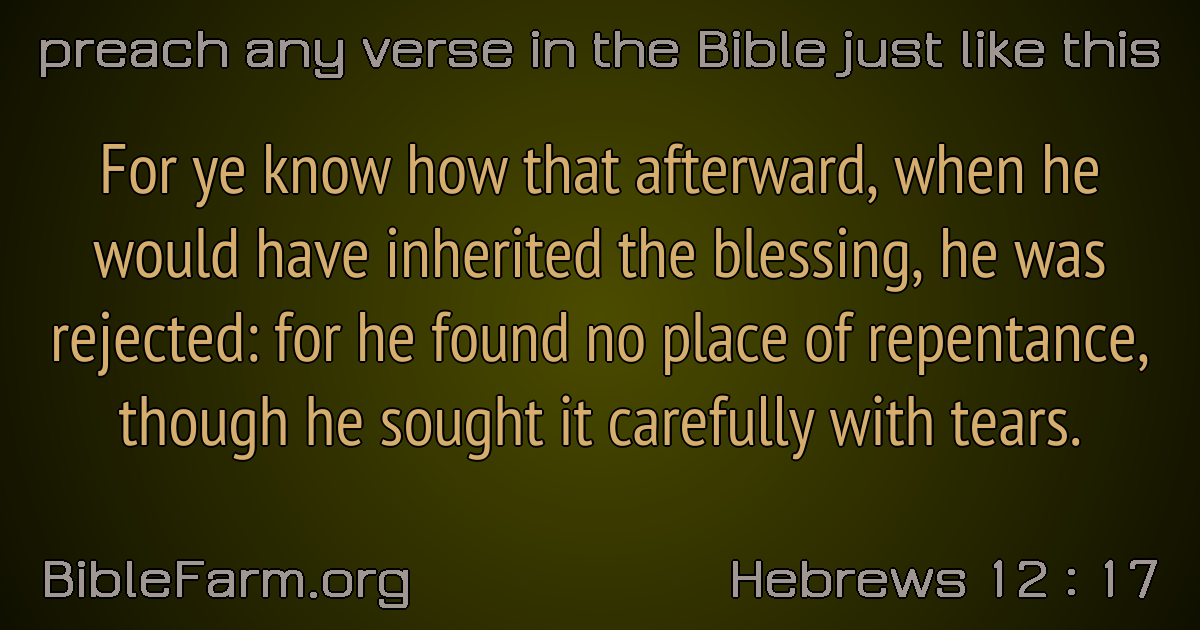 preach any verse in the Bible just like this
For ye know how that afterward, when he
would have inherited the blessing, he was
rejected: for he found no place of repentance,
though he sought it carefully with tears.
BibleFarm.org
Hebrews 12 : 17